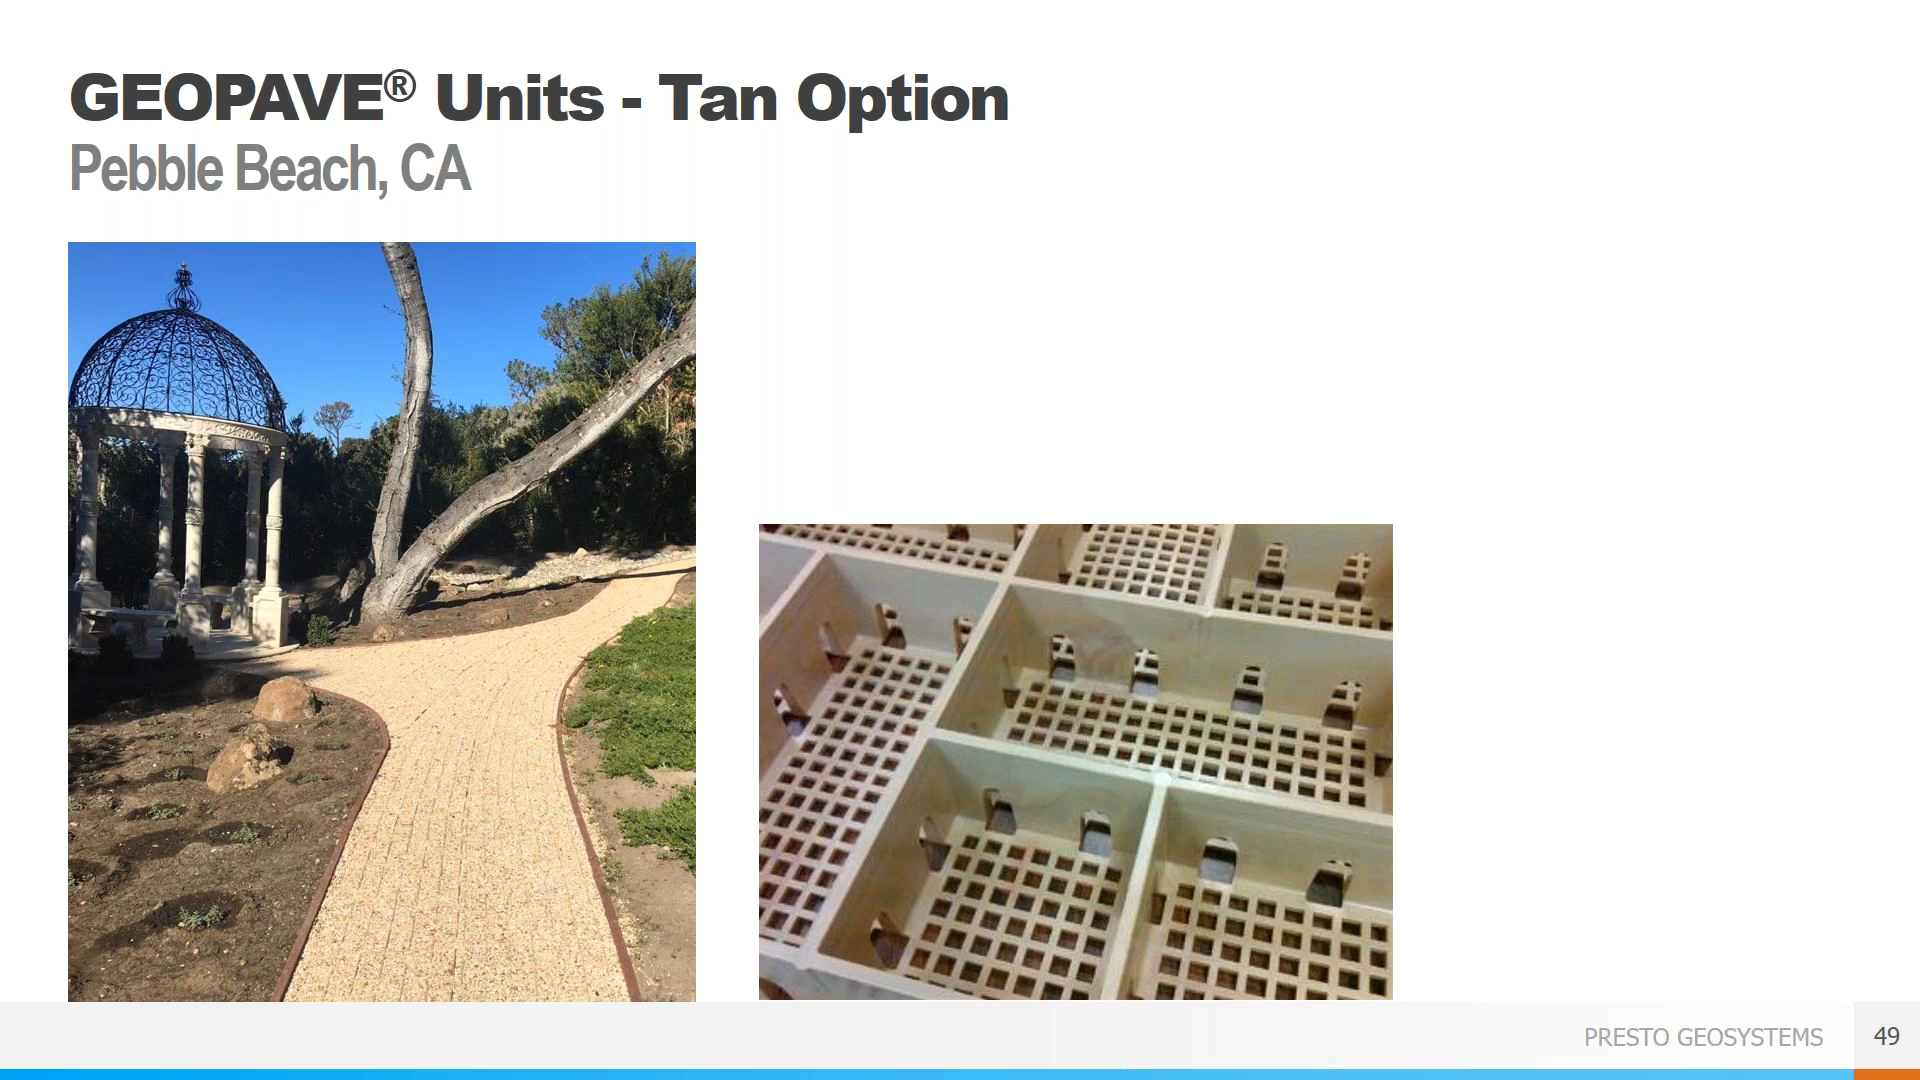 GEOPAVE® Units - Tan Option
Pebble Beach, CA
PRESTO GEOSYSTEMS
49